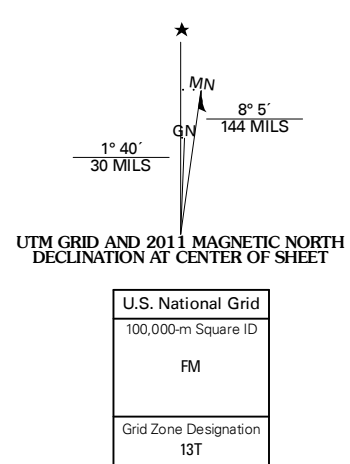 ★
MN
GN
8° 5´
144 MILS
1° 40´
30 MILS
UTM GRID AND 2011 MAGNETIC NORTH
DECLINATION AT CENTER OF SHEET
U.S. National Grid
100,000-m Square ID
FM
Grid Zone Designation
13T